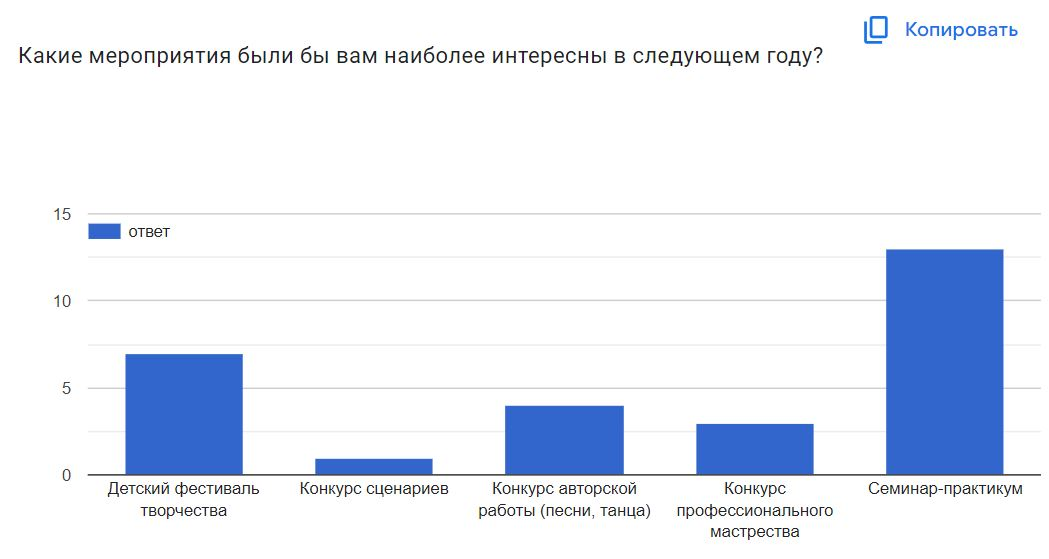 Копировать
Какие мероприятия были бы вам наиболее интересны в следующем году?
15
ответ
10
5
0
Детский фестиваль
творчества
Конкурс сценариев
Конкурс авторской
работы (песни, танца)
Конкурс
профессионального
мастрества
Семинар-практикум